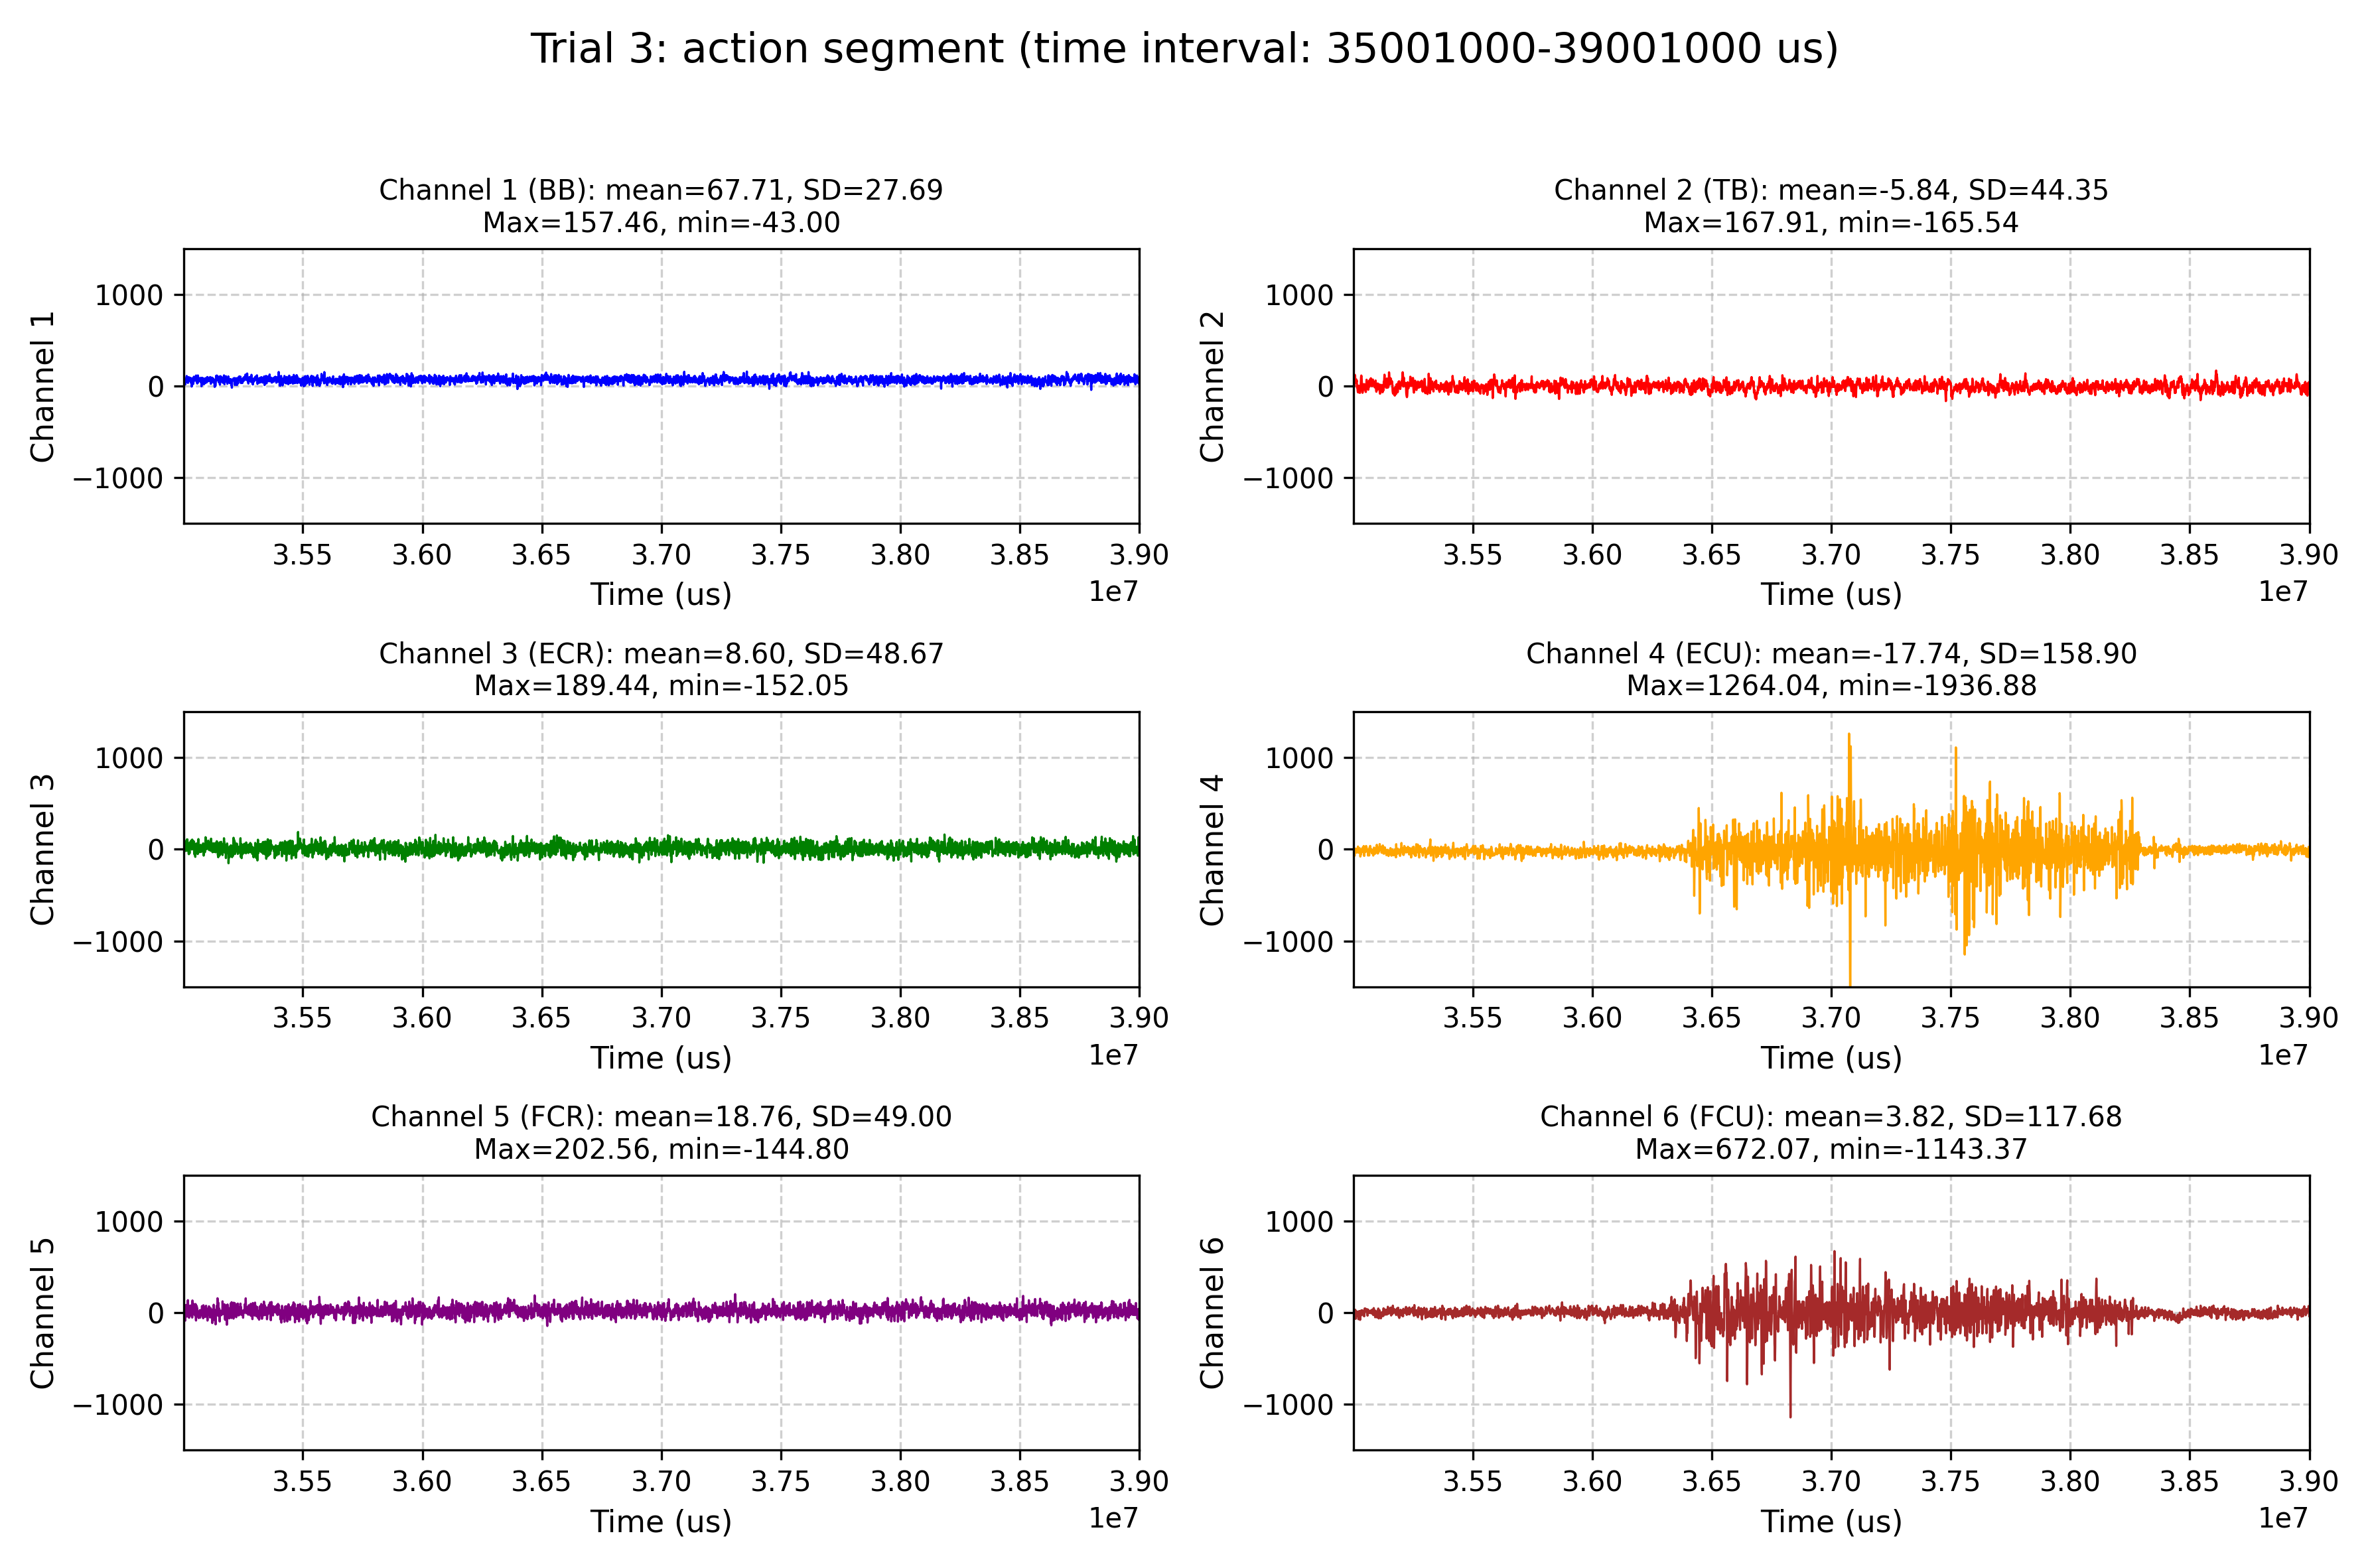 Trial 3: action segment (time interval: 35001000-39001000 us)
Channel 1 (BB): mean=67.71, SD=27.69
Max=157.46, min=-43.00
Channel 1
1000
0
−1000
3.55 3.60 3.65 3.70 3.75 3.80 3.85 3.90
Time (us)
1e7
Channel 2 (TB): mean=-5.84, SD=44.35
Max=167.91, min=-165.54
Channel 2
1000
0
−1000
3.55 3.60 3.65 3.70 3.75 3.80 3.85 3.90
Time (us)
1e7
Channel 3 (ECR): mean=8.60, SD=48.67
Max=189.44, min=-152.05
Channel 3
1000
0
−1000
3.55 3.60 3.65 3.70 3.75 3.80 3.85 3.90
Time (us)
1e7
Channel 4 (ECU): mean=-17.74, SD=158.90
Max=1264.04, min=-1936.88
Channel 4
1000
0
−1000
3.55 3.60 3.65 3.70 3.75 3.80 3.85 3.90
Time (us)
1e7
Channel 5 (FCR): mean=18.76, SD=49.00
Max=202.56, min=-144.80
Channel 5
1000
0
−1000
3.55 3.60 3.65 3.70 3.75 3.80 3.85 3.90
Time (us)
1e7
Channel 6 (FCU): mean=3.82, SD=117.68
Max=672.07, min=-1143.37
Channel 6
1000
0
−1000
3.55 3.60 3.65 3.70 3.75 3.80 3.85 3.90
Time (us)
1e7